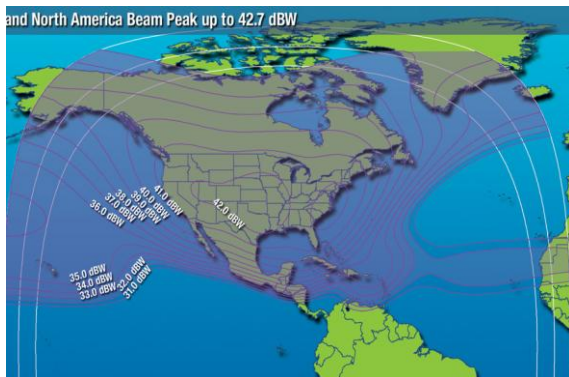 and North America Beam Peak up to 42.7 dBW
41.0 dBW
40.0 dBW
39.0 dBW
38.0 dBW
37.0 dBW
36.0 dBW
42.0 dBW
35.0 dBW
34.0 dBW
33.0 dBW
32.0 dBW
31.0 dBW